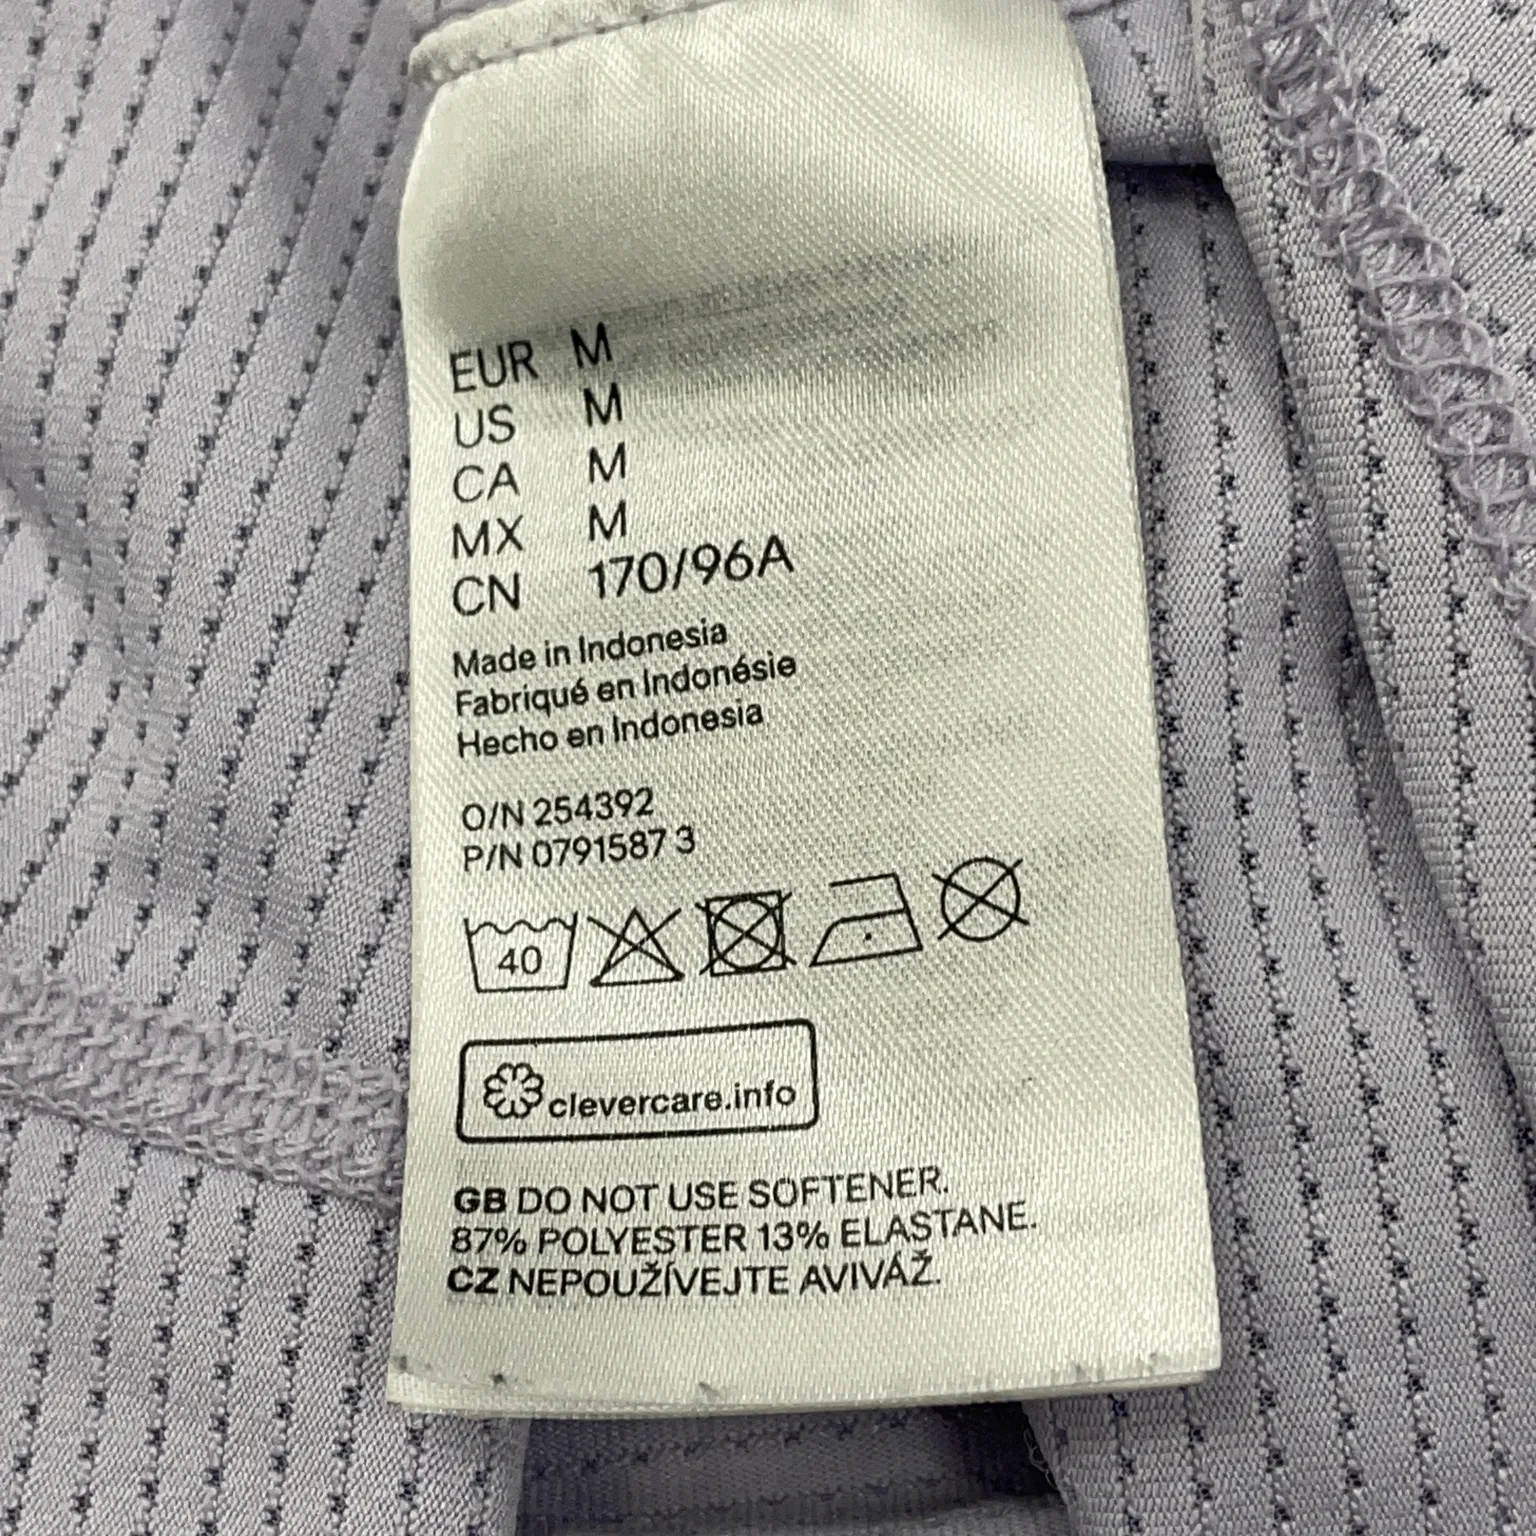 EUR M
US M
CA M
MX M
CN 170/96A
Made in Indonesia
Fabriqué en Indonésie
Hecho en Indonesia
O/N 254392
P/N 0791587 3
40
clevercare.info
GB DO NOT USE SOFTENER.
87% POLYESTER 13% ELASTANE.
CZ NEPOUŽÍVEJTE AVIVÁŽ.